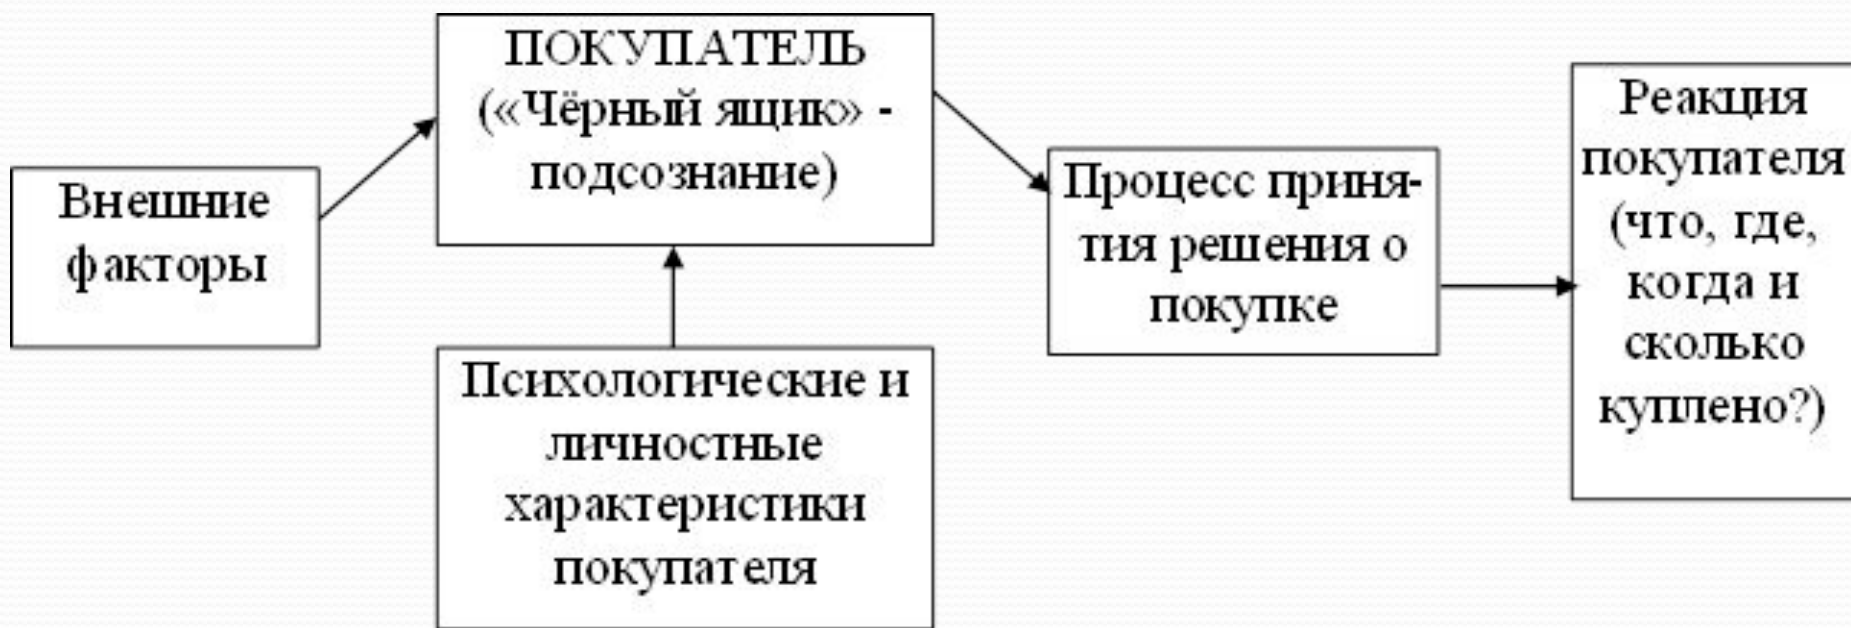 Внешние
факторы
ПОКУПАТЕЛЬ
(«Чёрный ящик» -
подсознание)
Психологические и
личностные
характеристики
покупателя
Процесс приня-
тия решения о
покупке
Реакция
покупателя
(что, где,
когда и
сколько
куплено?)